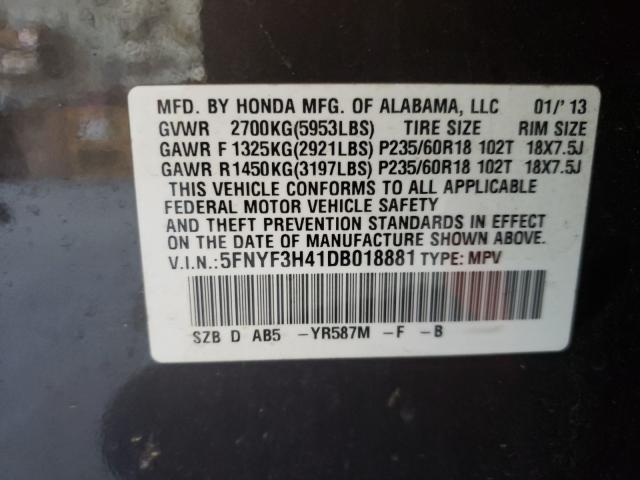 MFD. BY HONDA MFG. OF ALABAMA, LLC 01/'13
GVWR 2700KG(5953LBS) TIRE SIZE RIM SIZE
GAWR F 1325KG(2921LBS) P235/60R18 102T 18X7.5J
GAWR R1450KG(3197LBS) P235/60R18 102T 18X7.5J
THIS VEHICLE CONFORMS TO ALL APPLICABLE
FEDERAL MOTOR VEHICLE SAFETY
AND THEFT PREVENTION STANDARDS IN EFFECT
ON THE DATE OF MANUFACTURE SHOWN ABOVE.
V.I.N.:5FNYF3H41DB018881 TYPE: MPV
SZB D AB5 -YR587M -F -B